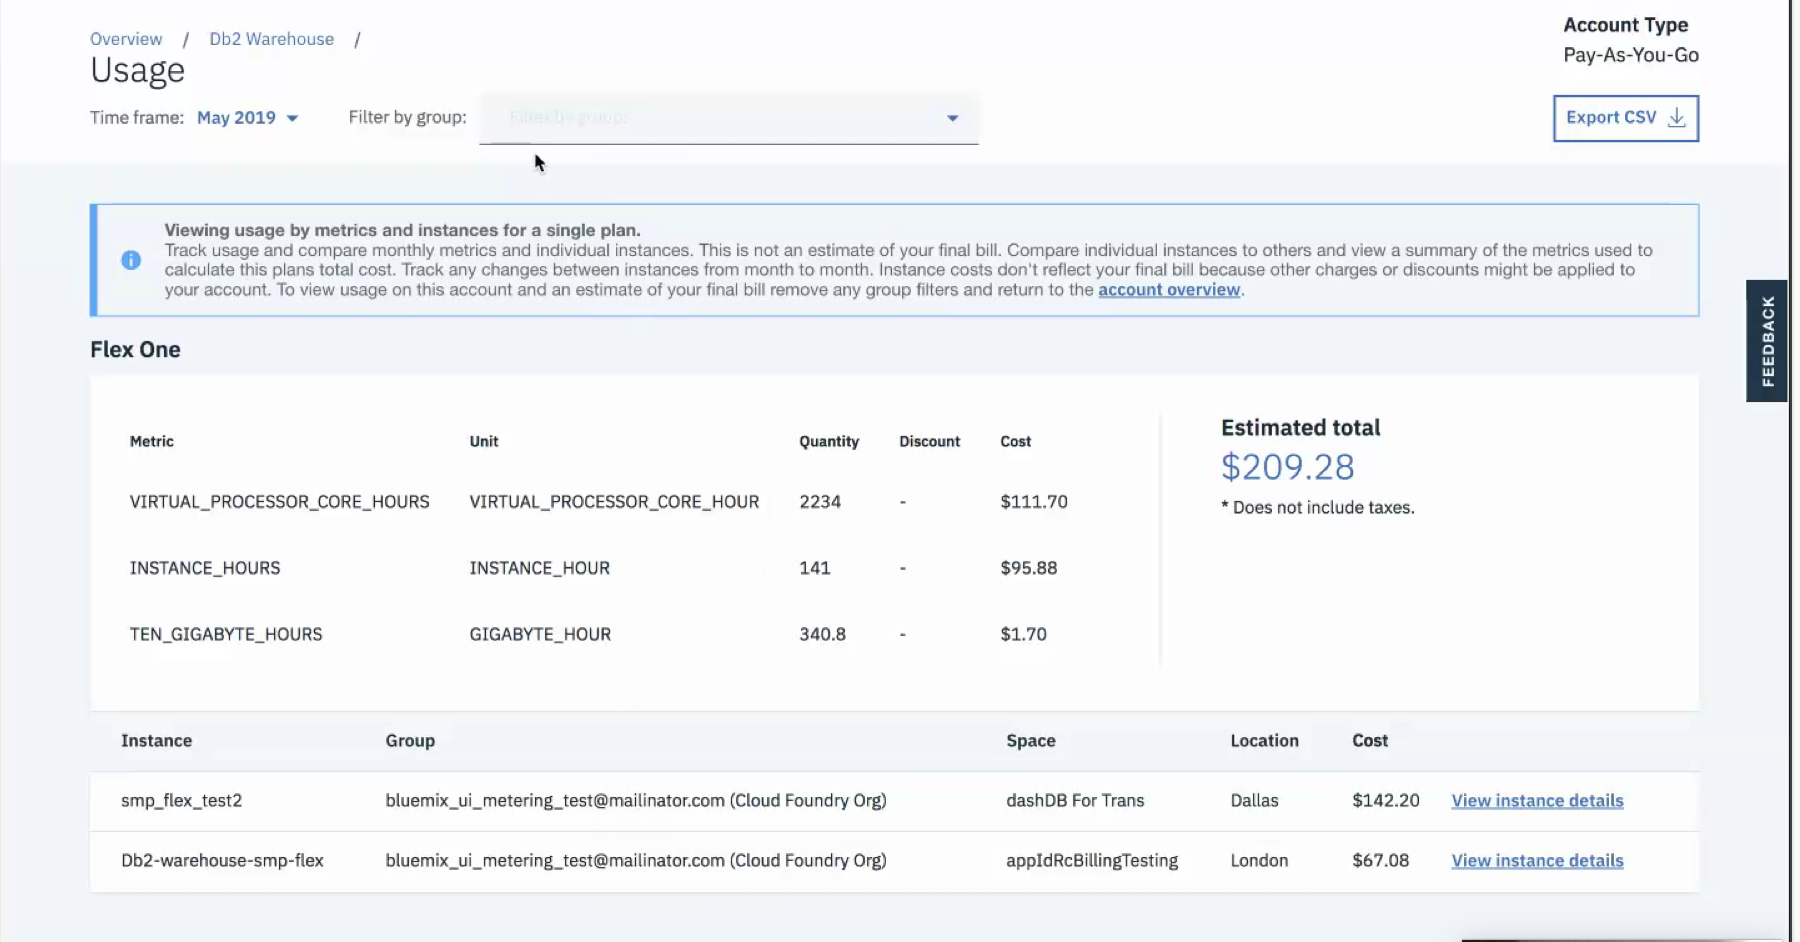 Overview / Db2 Warehouse /
Usage
Account Type
Pay-As-You-Go
Time frame: May 2019
Filter by group: Filter by group:
Export CSV
Viewing usage by metrics and instances for a single plan.
Track usage and compare monthly metrics and individual instances. This is not an estimate of your final bill. Compare individual instances to others and view a summary of the metrics used to
calculate this plans total cost. Track any changes between instances from month to month. Instance costs don't reflect your final bill because other charges or discounts might be applied to
your account. To view usage on this account and an estimate of your final bill remove any group filters and return to the account overview.
FEEDBACK
Flex One
Metric Unit Quantity Discount Cost
VIRTUAL_PROCESSOR_CORE_HOURS VIRTUAL_PROCESSOR_CORE_HOUR 2234 - $111.70
INSTANCE_HOURS INSTANCE_HOUR 141 - $95.88
TEN_GIGABYTE_HOURS GIGABYTE_HOUR 340.8 - $1.70
Estimated total
$209.28
* Does not include taxes.
Instance Group Space Location Cost
smp_flex_test2 bluemix_ui_metering_test@mailinator.com (Cloud Foundry Org) dashDB For Trans Dallas $142.20 View instance details
Db2-warehouse-smp-flex bluemix_ui_metering_test@mailinator.com (Cloud Foundry Org) appIdRcBillingTesting London $67.08 View instance details